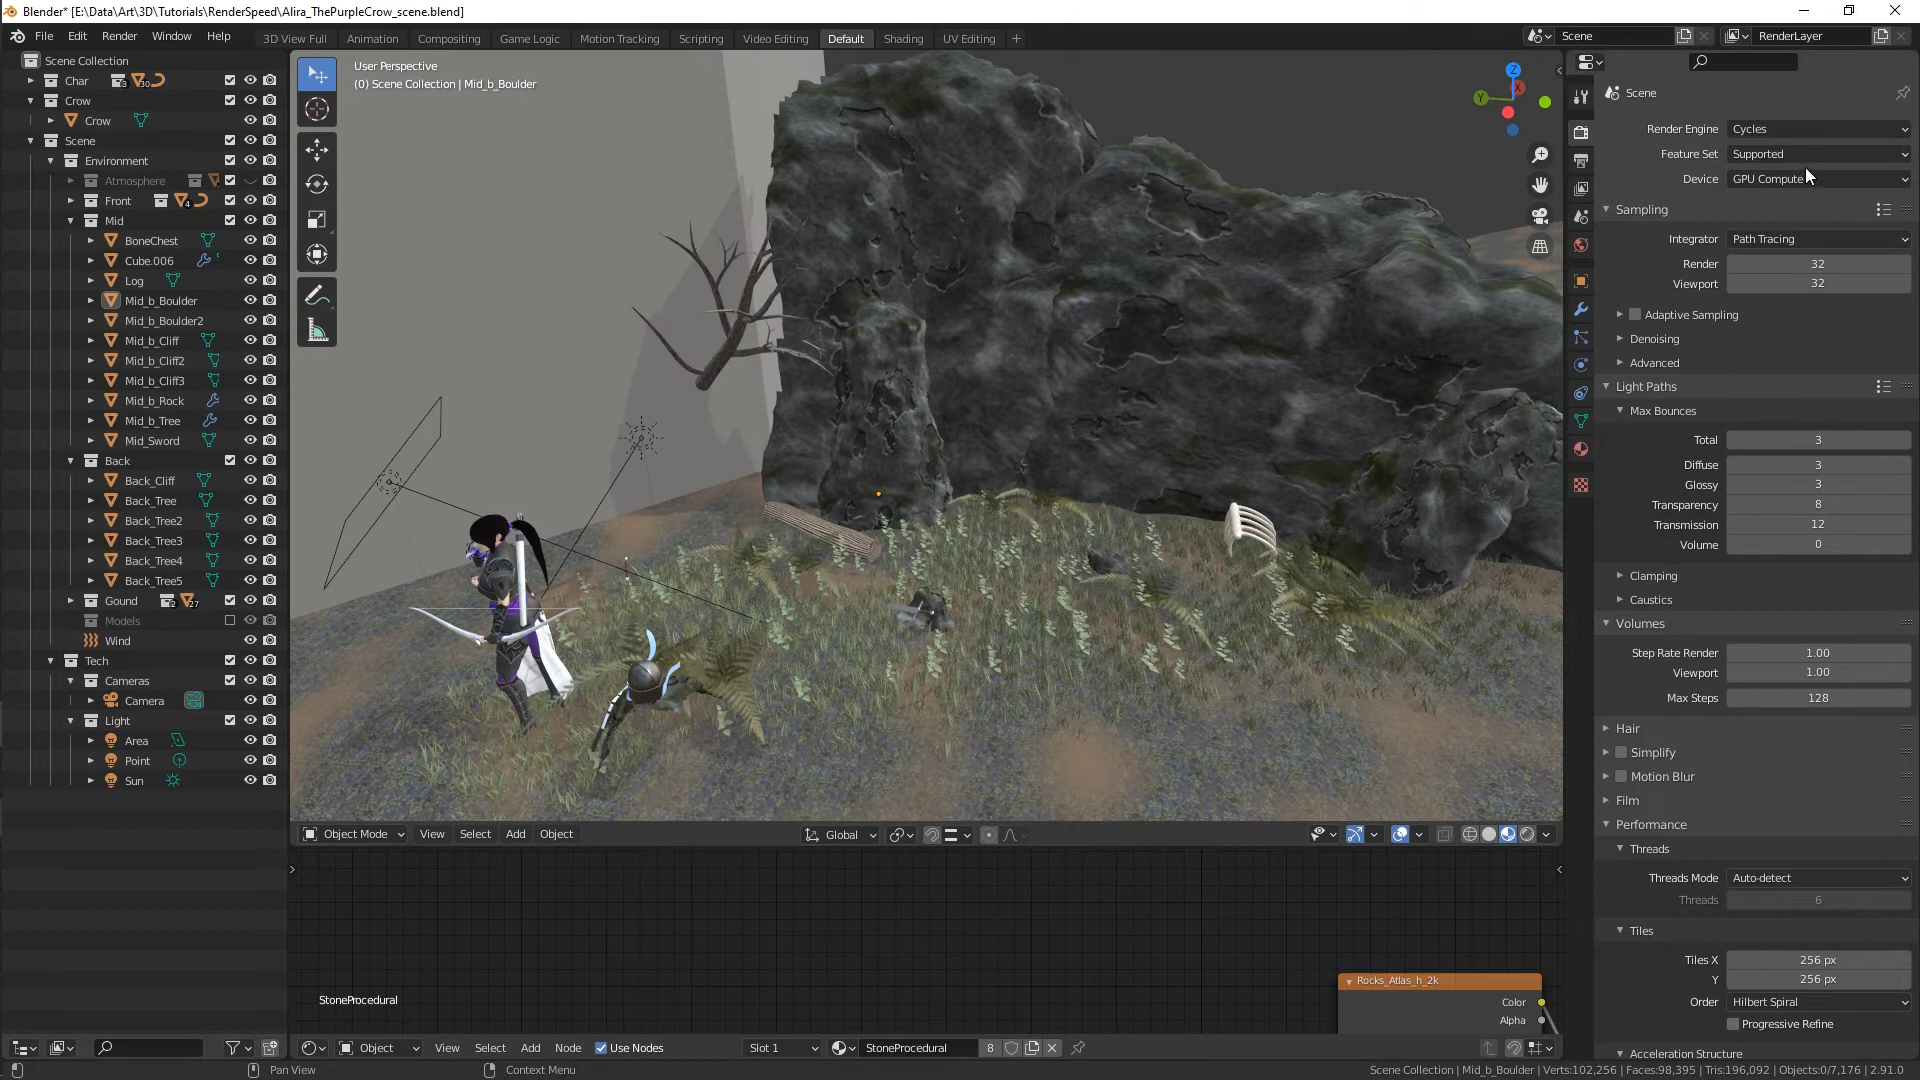 Blender* [E:\Data\Art\3D\Tutorials\RenderSpeed\Alira_ThePurpleCrow_scene.blend]
File Edit Render Window Help 3D View Full Animation Compositing Game Logic Motion Tracking Scripting Video Editing Default Shading UV Editing + Scene RenderLayer
Scene Collection
Char 3 30
Crow
Crow
Scene
Environment
Atmosphere
Front 4
Mid
BoneChest
Cube.006
Log
Mid_b_Boulder
Mid_b_Boulder2
Mid_b_Cliff
Mid_b_Cliff2
Mid_b_Cliff3
Mid_b_Rock
Mid_b_Tree
Mid_Sword
Back
Back_Cliff
Back_Tree
Back_Tree2
Back_Tree3
Back_Tree4
Back_Tree5
Gound 2 27
Models
Wind
Tech
Cameras
Camera
Light
Area
Point
Sun
User Perspective
(0) Scene Collection | Mid_b_Boulder
Z
X
Y
Object Mode View Select Add Object Global
StoneProcedural
Rocks_Atlas_h_2k
Color
Alpha
Object View Select Add Node Use Nodes Slot 1 StoneProcedural 8
Scene
Render Engine Cycles
Feature Set Supported
Device GPU Compute
Sampling
Integrator Path Tracing
Render 32
Viewport 32
Adaptive Sampling
Denoising
Advanced
Light Paths
Max Bounces
Total 3
Diffuse 3
Glossy 3
Transparency 8
Transmission 12
Volume 0
Clamping
Caustics
Volumes
Step Rate Render 1.00
Viewport 1.00
Max Steps 128
Hair
Simplify
Motion Blur
Film
Performance
Threads
Threads Mode Auto-detect
Threads 6
Tiles
Tiles X 256 px
Y 256 px
Order Hilbert Spiral
Progressive Refine
Acceleration Structure
Pan View Context Menu Scene Collection | Mid_b_Boulder | Verts:102,256 | Faces:98,395 | Tris:196,092 | Objects:0/7,176 | 2.91.0